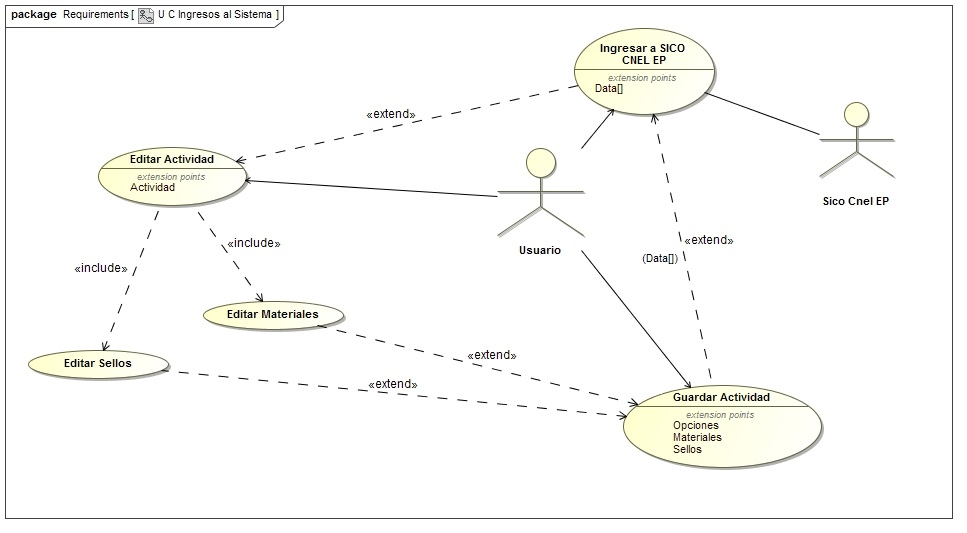 package Requirements [ U C Ingresos al Sistema ]
Ingresar a SICO
CNEL EP
extension points
Data[]
«extend»
Editar Actividad
extension points
Actividad
Sico Cnel EP
Usuario
«include»
«extend»
(Data[])
«include»
Editar Materiales
«extend»
Editar Sellos
«extend»
Guardar Actividad
extension points
Opciones
Materiales
Sellos